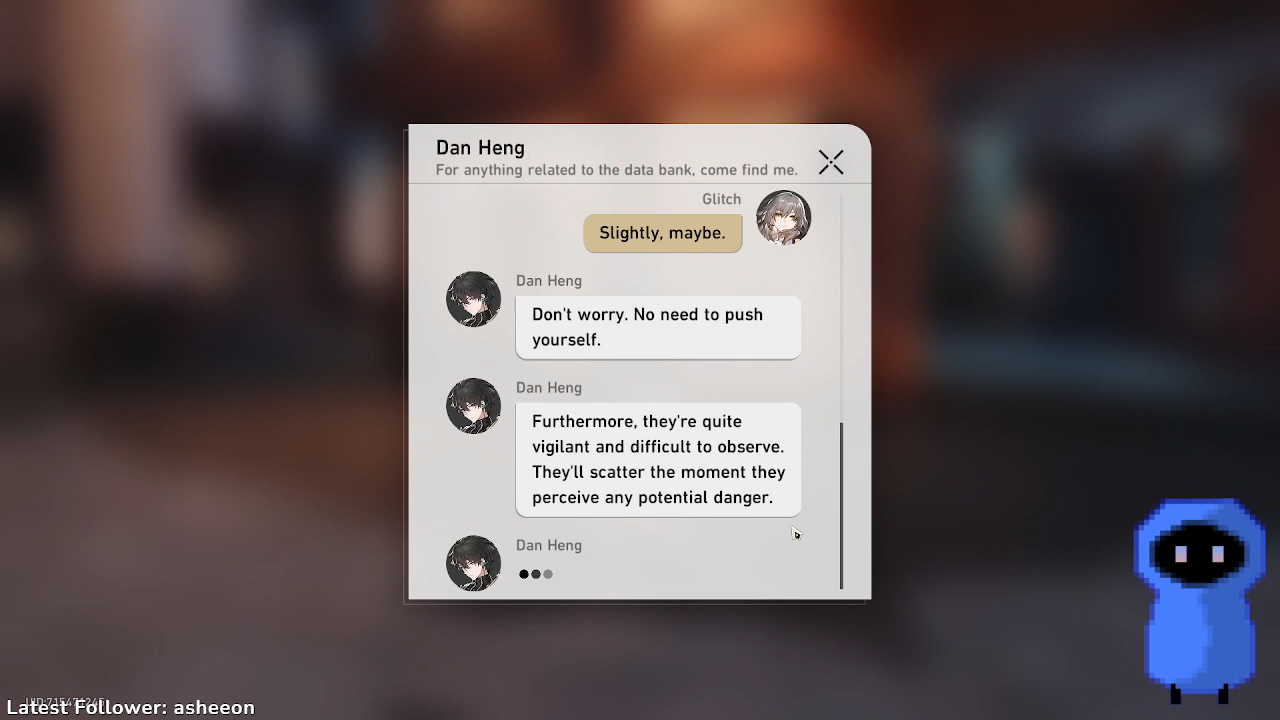 Dan Heng
For anything related to the data bank, come find me.
Glitch
Slightly, maybe.
Dan Heng
Don't worry. No need to push
yourself.
Dan Heng
Furthermore, they're quite
vigilant and difficult to observe.
They'll scatter the moment they
perceive any potential danger.
Dan Heng
Latest Follower: asheeon